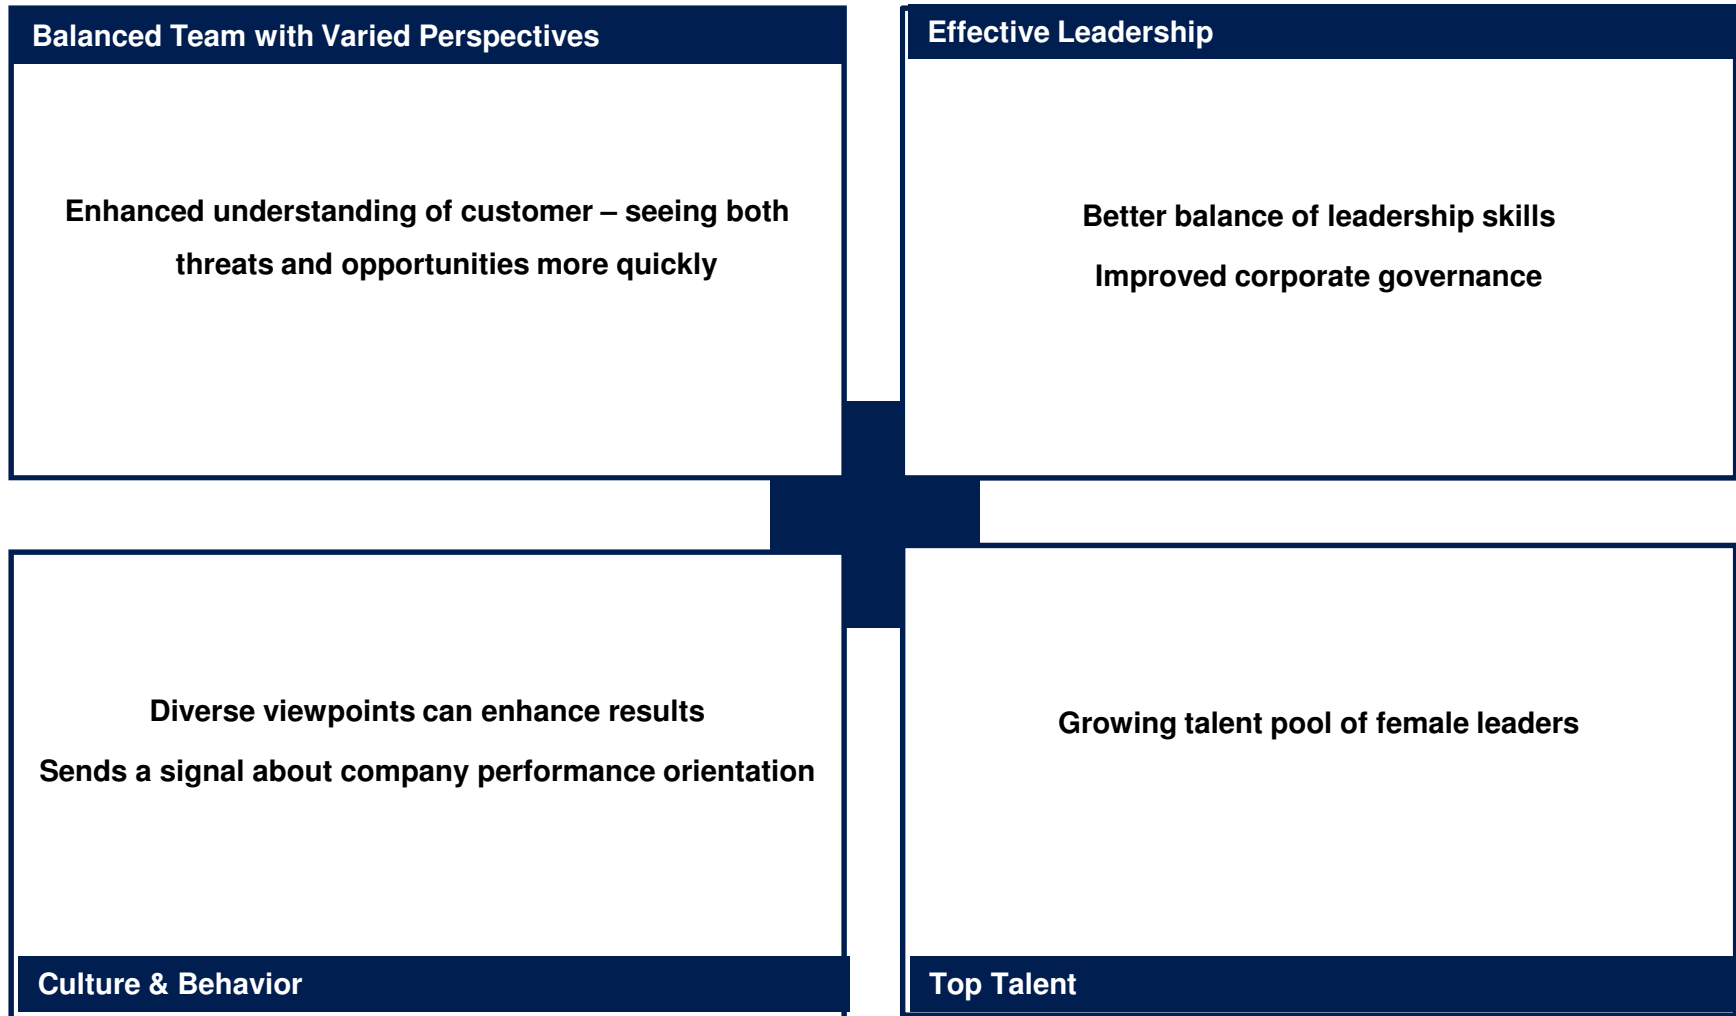 Balanced Team with Varied Perspectives
Enhanced understanding of customer – seeing both
threats and opportunities more quickly
Effective Leadership
Better balance of leadership skills
Improved corporate governance
Diverse viewpoints can enhance results
Sends a signal about company performance orientation
Culture & Behavior
Growing talent pool of female leaders
Top Talent